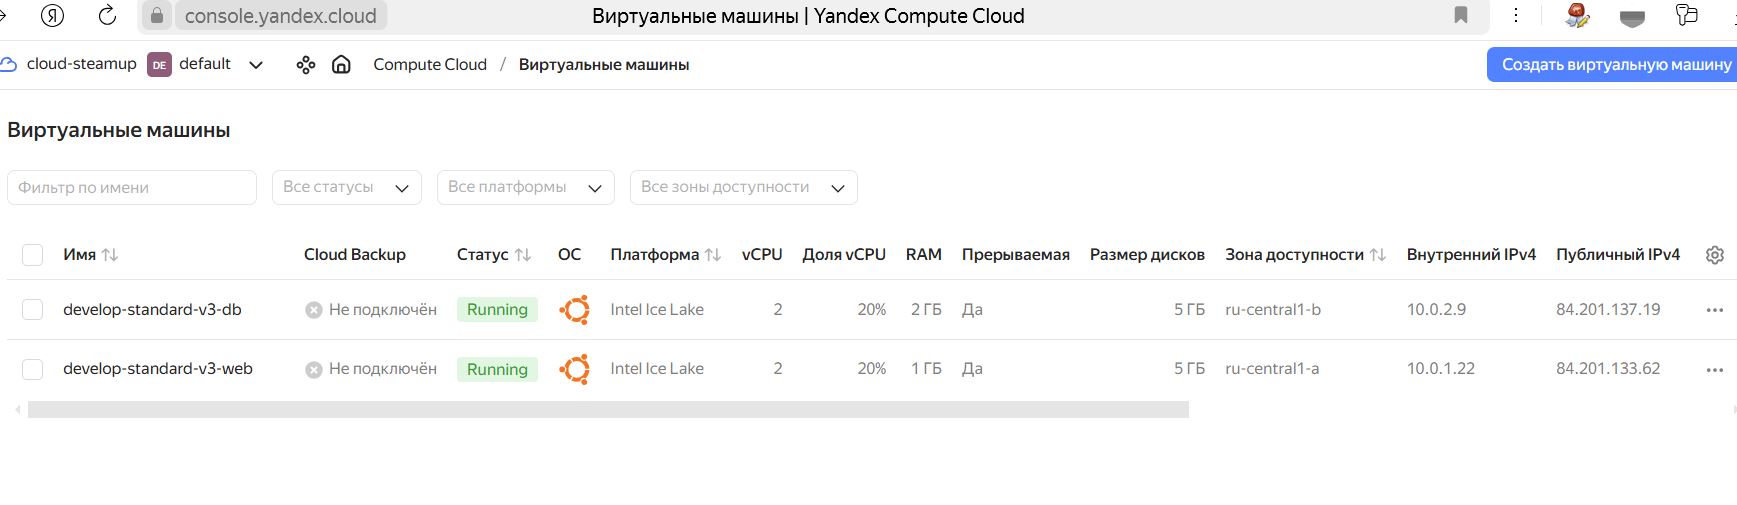 Я console.yandex.cloud Виртуальные машины | Yandex Compute Cloud
cloud-steamup DE default Compute Cloud / Виртуальные машины Создать виртуальную машину
Виртуальные машины
Фильтр по имени Все статусы Все платформы Все зоны доступности
Имя Cloud Backup Статус ОС Платформа vCPU Доля vCPU RAM Прерываемая Размер дисков Зона доступности Внутренний IPv4 Публичный IPv4
develop-standard-v3-db Не подключён Running Intel Ice Lake 2 20% 2 ГБ Да 5 ГБ ru-central1-b 10.0.2.9 84.201.137.19
develop-standard-v3-web Не подключён Running Intel Ice Lake 2 20% 1 ГБ Да 5 ГБ ru-central1-a 10.0.1.22 84.201.133.62